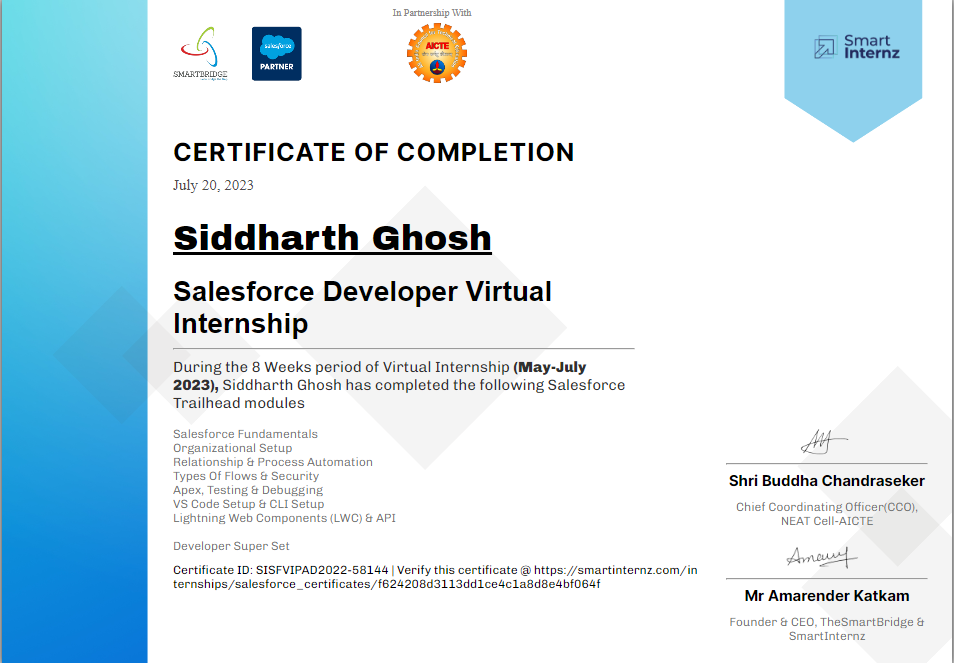 In Partnership With
SMARTBRIDGE
salesforce
PARTNER
AICTE
Smart
Internz
CERTIFICATE OF COMPLETION
July 20, 2023
Siddharth Ghosh
Salesforce Developer Virtual
Internship
During the 8 Weeks period of Virtual Internship (May-July
2023), Siddharth Ghosh has completed the following Salesforce
Trailhead modules
Salesforce Fundamentals
Organizational Setup
Relationship & Process Automation
Types Of Flows & Security
Apex, Testing & Debugging
VS Code Setup & CLI Setup
Lightning Web Components (LWC) & API
Developer Super Set
Certificate ID: SISFVIPAD2022-58144 | Verify this certificate @ https://smartinternz.com/in
ternships/salesforce_certificates/f624208d3113dd1ce4c1a8d8e4bf064f
Shri Buddha Chandraseker
Chief Coordinating Officer(CCO),
NEAT Cell-AICTE
Mr Amarender Katkam
Founder & CEO, TheSmartBridge &
SmartInternz